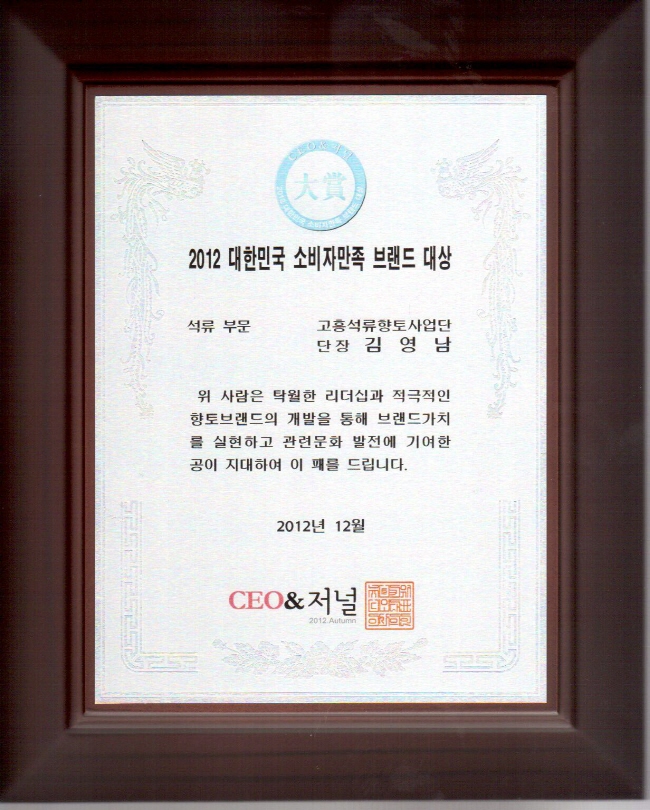 大賞
2012 대한민국 소비자만족 브랜드 대상
석류 부문 고흥석류향토사업단
단장 김영남
위 사람은 탁월한 리더십과 적극적인
향토브랜드의 개발을 통해 브랜드가치
를 실현하고 관련문화 발전에 기여한
공이 지대하여 이 패를 드립니다.
2012년 12월
CEO&저널
2012.Autumn